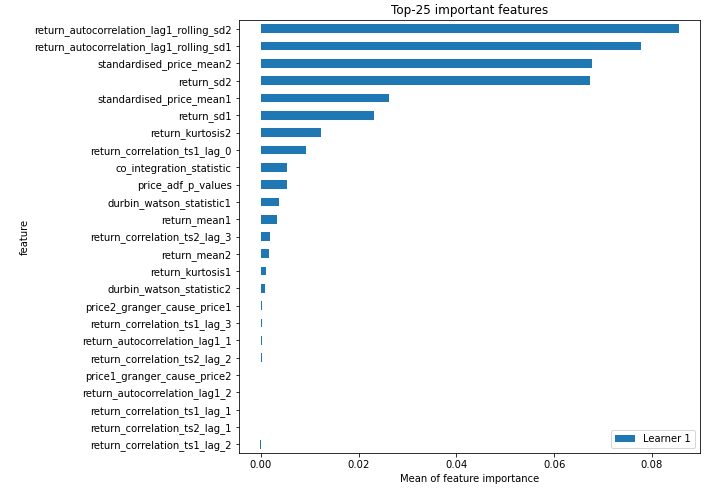 Top-25 important features
return_autocorrelation_lag1_rolling_sd2
return_autocorrelation_lag1_rolling_sd1
standardised_price_mean2
return_sd2
standardised_price_mean1
return_sd1
return_kurtosis2
return_correlation_ts1_lag_0
co_integration_statistic
price_adf_p_values
durbin_watson_statistic1
return_mean1
return_correlation_ts2_lag_3
return_mean2
return_kurtosis1
durbin_watson_statistic2
price2_granger_cause_price1
return_correlation_ts1_lag_3
return_autocorrelation_lag1_1
return_correlation_ts2_lag_2
price1_granger_cause_price2
return_autocorrelation_lag1_2
return_correlation_ts1_lag_1
return_correlation_ts2_lag_1
return_correlation_ts1_lag_2
feature
Learner 1
0.00 0.02 0.04 0.06 0.08
Mean of feature importance